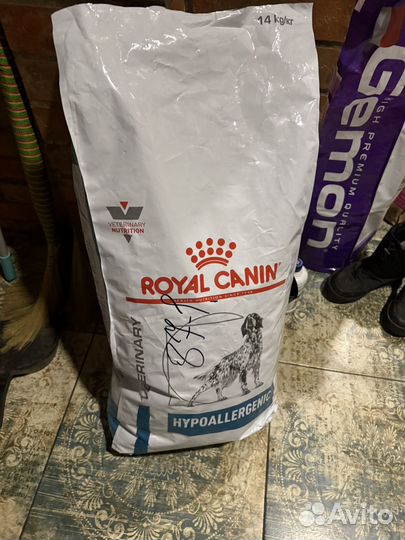 14 kg/кг
Gemon
HIGH PREMIUM QUALITY
VETERINARY
NUTRITION
ROYAL CANIN
VETERINARY
HYPOALLERGENIC
Avito